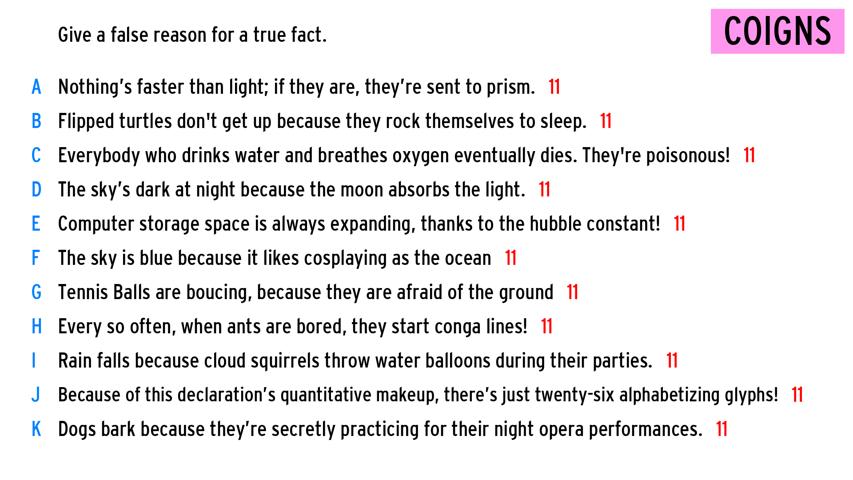 Give a false reason for a true fact.
COIGNS
A Nothing's faster than light; if they are, they're sent to prism. 11
B Flipped turtles don't get up because they rock themselves to sleep. 11
C Everybody who drinks water and breathes oxygen eventually dies. They're poisonous! 11
D The sky's dark at night because the moon absorbs the light. 11
E Computer storage space is always expanding, thanks to the hubble constant! 11
F The sky is blue because it likes cosplaying as the ocean 11
G Tennis Balls are boucing, because they are afraid of the ground 11
H Every so often, when ants are bored, they start conga lines! 11
I Rain falls because cloud squirrels throw water balloons during their parties. 11
J Because of this declaration's quantitative makeup, there's just twenty-six alphabetizing glyphs! 11
K Dogs bark because they're secretly practicing for their night opera performances. 11